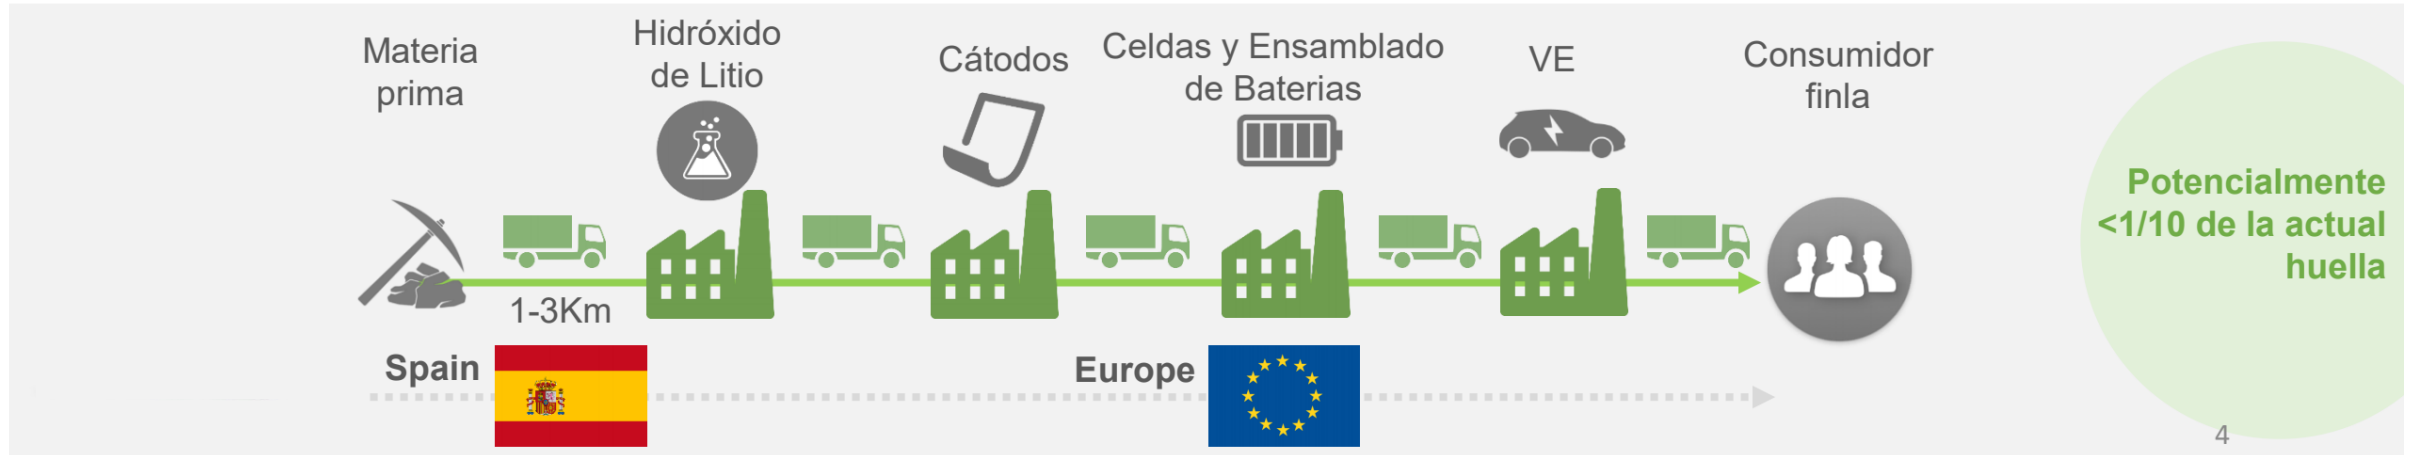 Materia
prima
Hidróxido
de Litio
Cátodos
Celdas y Ensamblado
de Baterias
VE
Consumidor
finla
1-3Km
Potencialmente
<1/10 de la actual
huella
Spain
Europe
4